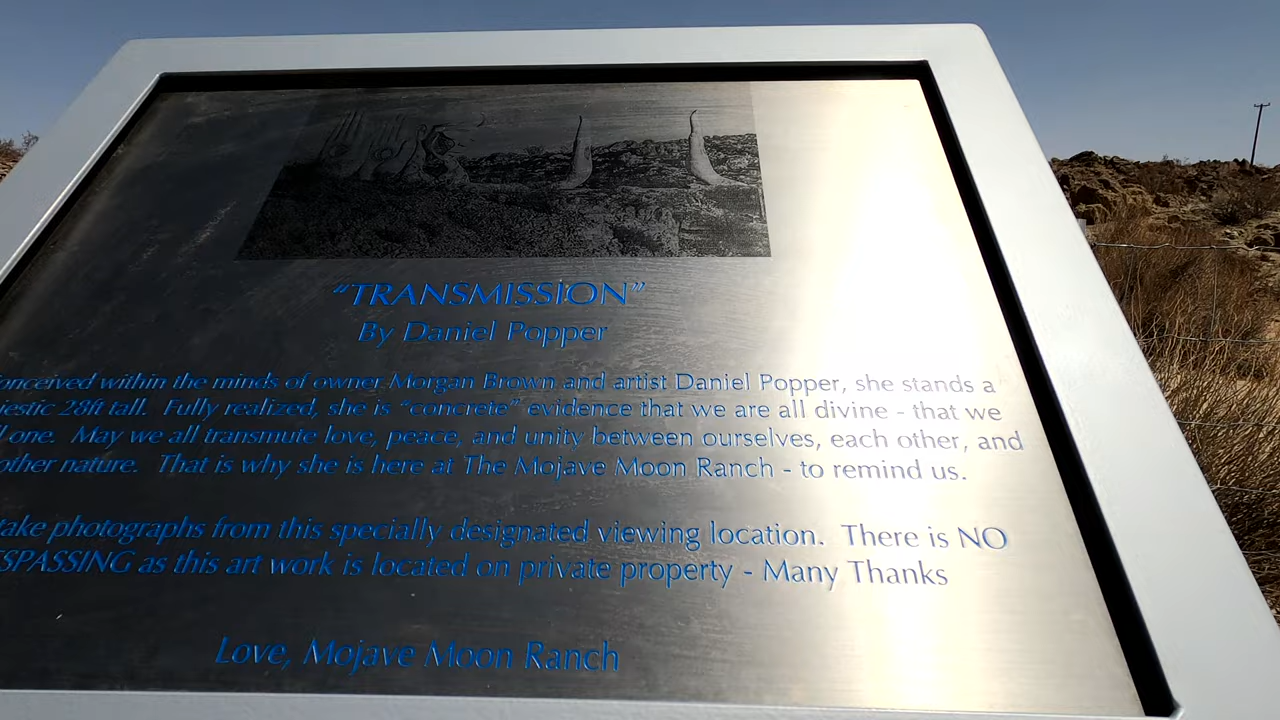 “TRANSMISSION”
By Daniel Popper
onceived within the minds of owner Morgan Brown and artist Daniel Popper, she stands a
jestic 28ft tall. Fully realized, she is “concrete” evidence that we are all divine - that we
one. May we all transmute love, peace, and unity between ourselves, each other, and
other nature. That is why she is here at The Mojave Moon Ranch - to remind us.
take photographs from this specially designated viewing location. There is NO
ESPASSING as this art work is located on private property - Many Thanks
Love, Mojave Moon Ranch